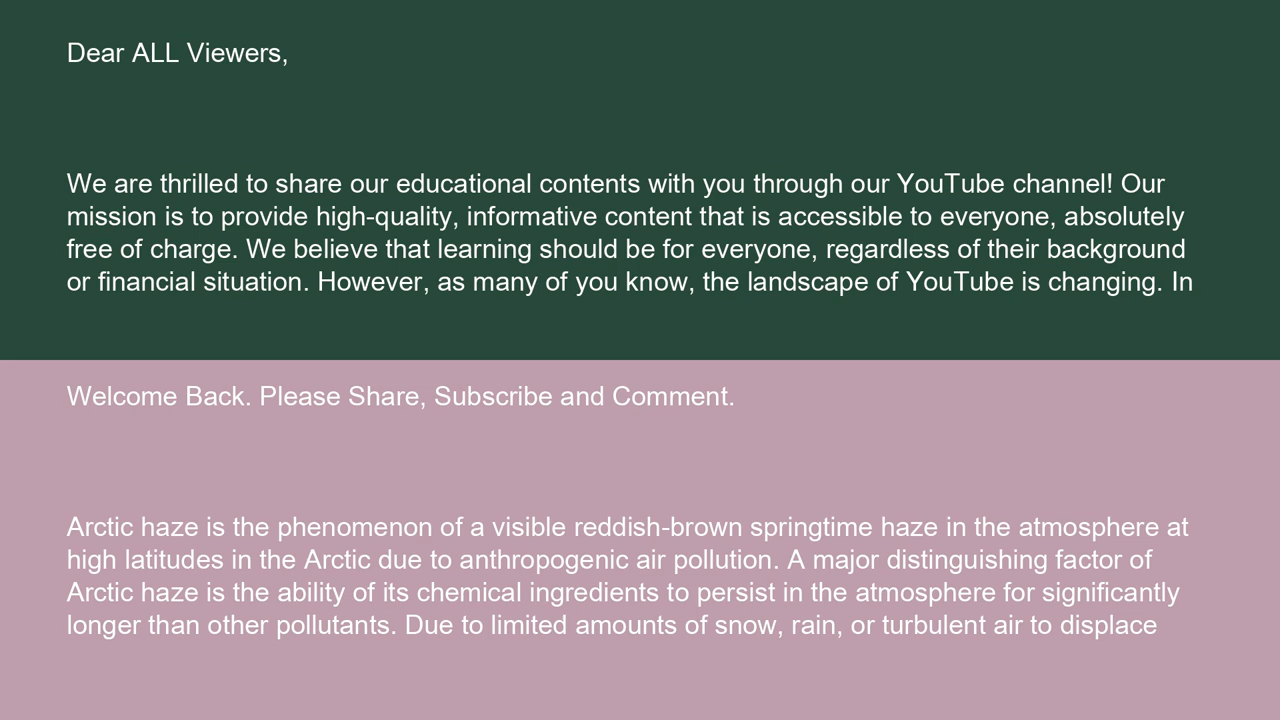 Dear ALL Viewers,
We are thrilled to share our educational contents with you through our YouTube channel! Our
mission is to provide high-quality, informative content that is accessible to everyone, absolutely
free of charge. We believe that learning should be for everyone, regardless of their background
or financial situation. However, as many of you know, the landscape of YouTube is changing. In
Welcome Back. Please Share, Subscribe and Comment.
Arctic haze is the phenomenon of a visible reddish-brown springtime haze in the atmosphere at
high latitudes in the Arctic due to anthropogenic air pollution. A major distinguishing factor of
Arctic haze is the ability of its chemical ingredients to persist in the atmosphere for significantly
longer than other pollutants. Due to limited amounts of snow, rain, or turbulent air to displace